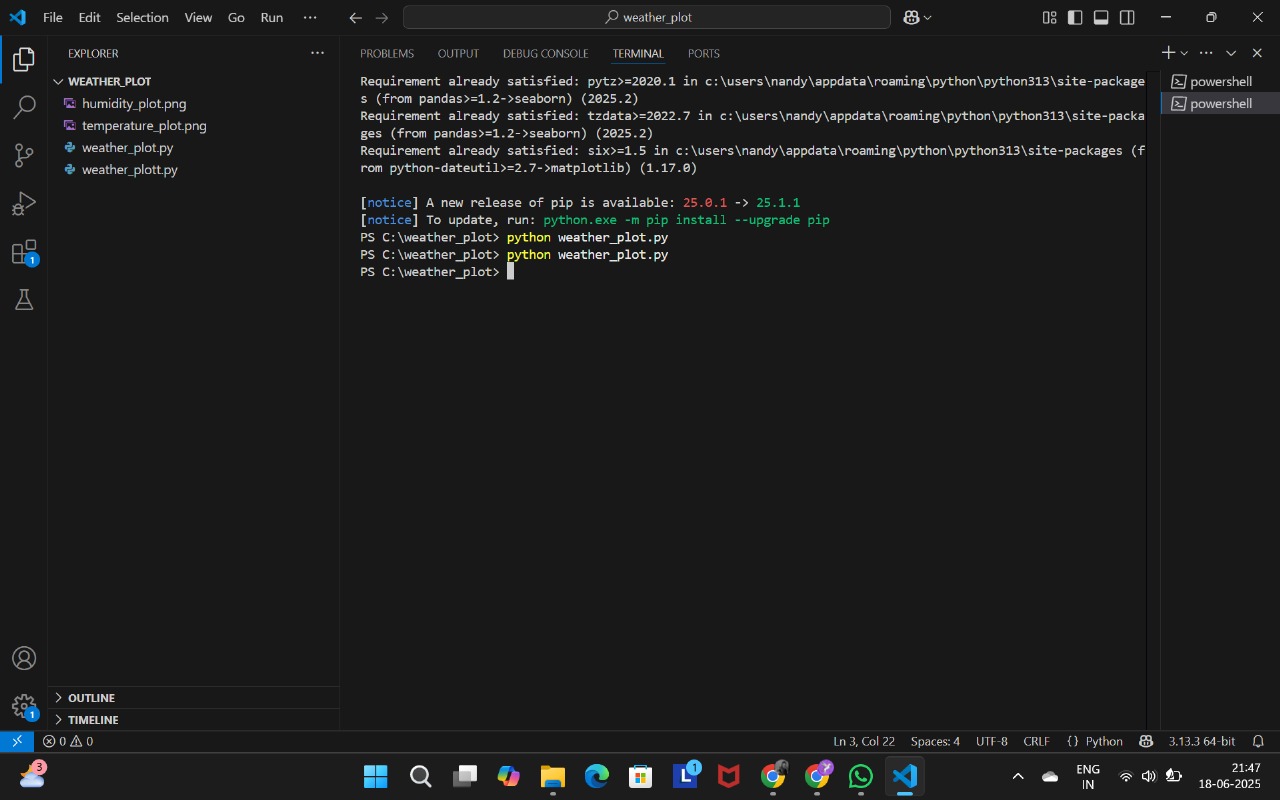 File Edit Selection View Go Run ··· weather_plot
EXPLORER ···
WEATHER_PLOT
humidity_plot.png
temperature_plot.png
weather_plot.py
weather_plott.py
OUTLINE
TIMELINE
PROBLEMS OUTPUT DEBUG CONSOLE TERMINAL PORTS
Requirement already satisfied: pytz>=2020.1 in c:\users\nandy\appdata\roaming\python\python313\site-package
s (from pandas>=1.2->seaborn) (2025.2)
Requirement already satisfied: tzdata>=2022.7 in c:\users\nandy\appdata\roaming\python\python313\site-packa
ges (from pandas>=1.2->seaborn) (2025.2)
Requirement already satisfied: six>=1.5 in c:\users\nandy\appdata\roaming\python\python313\site-packages (f
rom python-dateutil>=2.7->matplotlib) (1.17.0)
[notice] A new release of pip is available: 25.0.1 -> 25.1.1
[notice] To update, run: python.exe -m pip install --upgrade pip
PS C:\weather_plot> python weather_plot.py
PS C:\weather_plot> python weather_plot.py
PS C:\weather_plot>
powershell
powershell
1
1
0 0 Ln 3, Col 22 Spaces: 4 UTF-8 CRLF {} Python 3.13.3 64-bit
3 L 1 ENG
IN
21:47
18-06-2025